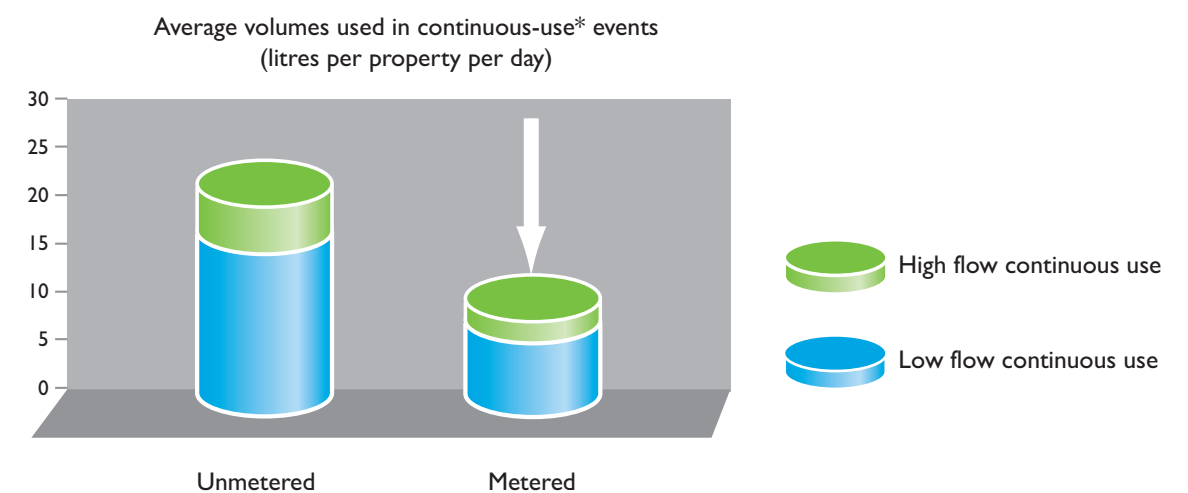 Average volumes used in continuous-use* events
(litres per property per day)
30
25
20
15
10
5
0
High flow continuous use
Low flow continuous use
Unmetered
Metered